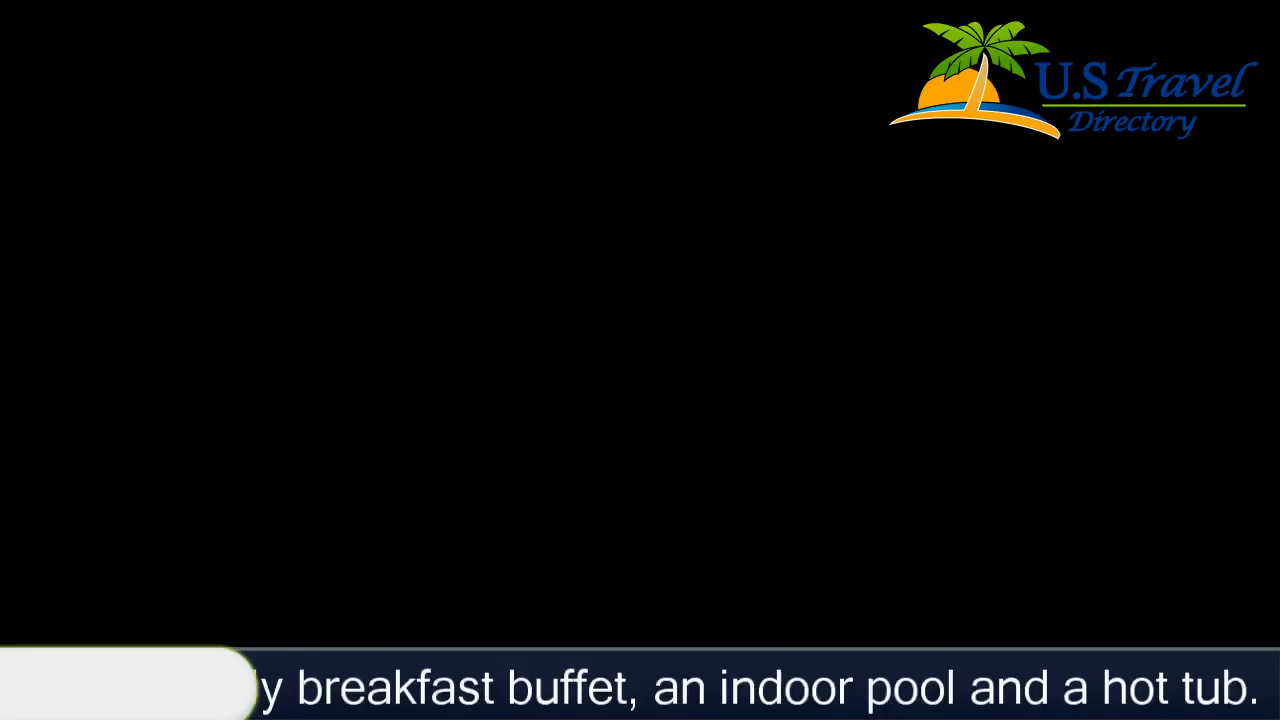 U.S Travel
Directory
y breakfast buffet, an indoor pool and a hot tub.